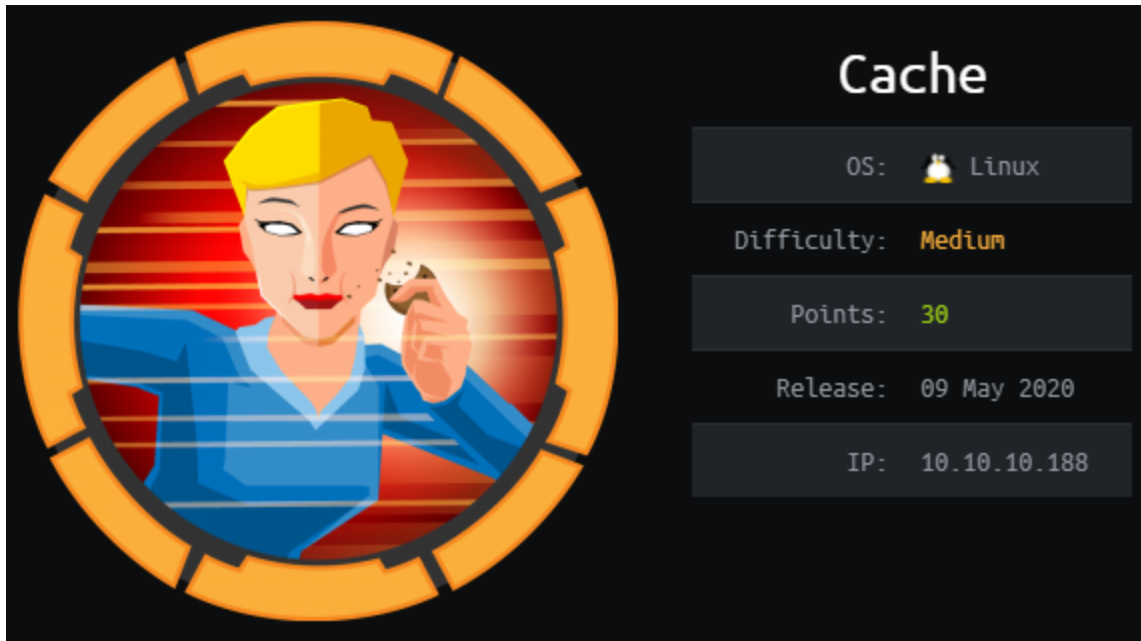 Cache
OS: Linux
Difficulty: Medium
Points: 30
Release: 09 May 2020
IP: 10.10.10.188